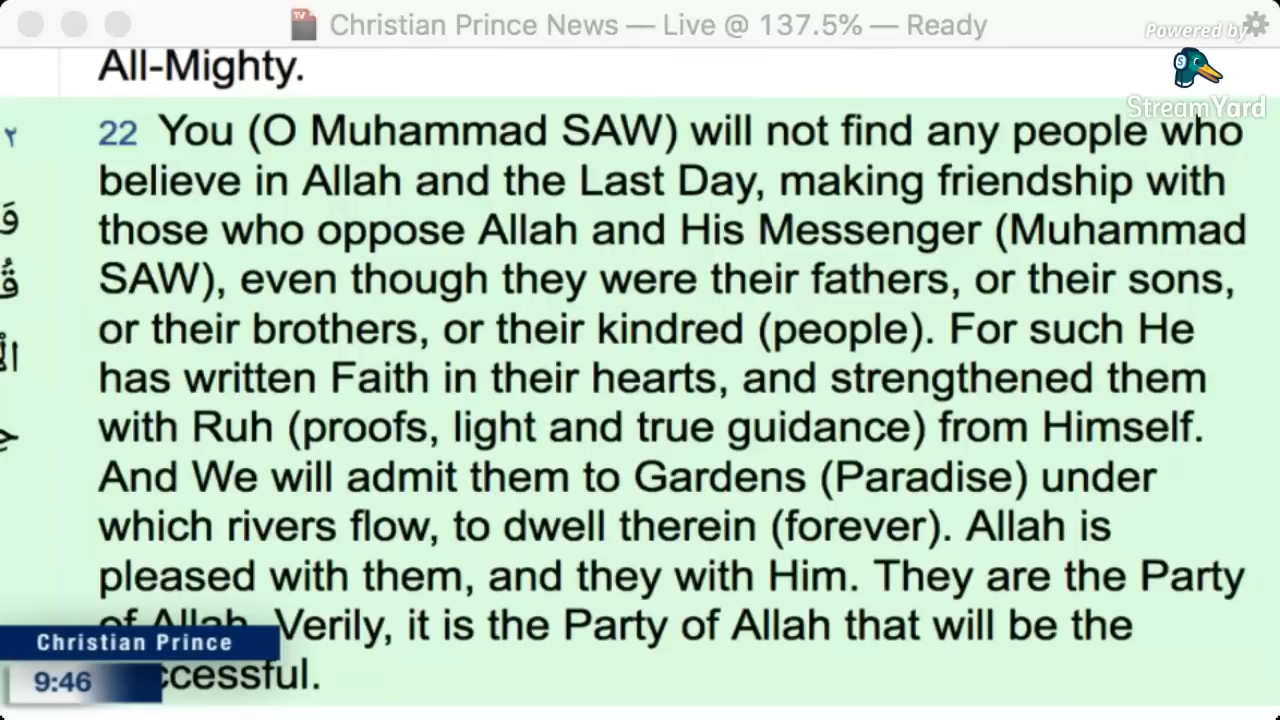 Christian Prince News — Live @ 137.5% — Ready
Powered by
StreamYard
All-Mighty.
22 You (O Muhammad SAW) will not find any people who
believe in Allah and the Last Day, making friendship with
those who oppose Allah and His Messenger (Muhammad
SAW), even though they were their fathers, or their sons,
or their brothers, or their kindred (people). For such He
has written Faith in their hearts, and strengthened them
with Ruh (proofs, light and true guidance) from Himself.
And We will admit them to Gardens (Paradise) under
which rivers flow, to dwell therein (forever). Allah is
pleased with them, and they with Him. They are the Party
of Allah. Verily, it is the Party of Allah that will be the
ccessful.
Christian Prince
9:46